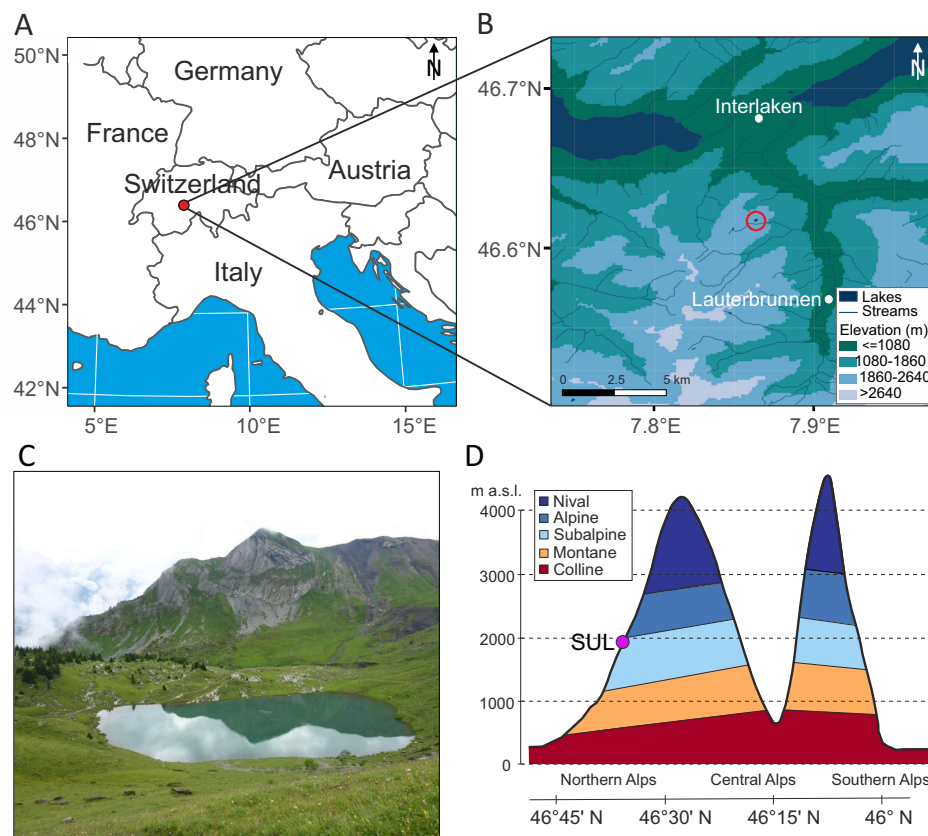 A
50°N
48°N
46°N
44°N
42°N
5°E
10°E
15°E
N
Germany
France
Switzerland
Austria
Italy
B
46.7°N
46.6°N
7.8°E
7.9°E
N
Interlaken
Lauterbrunnen
Lakes
Streams
Elevation (m)
<=1080
1080-1860
1860-2640
>2640
0 2.5 5 km
C
D
m a.s.l.
4000
3000
2000
1000
0
Nival
Alpine
Subalpine
Montane
Colline
SUL
Northern Alps Central Alps Southern Alps
46°45' N 46°30' N 46°15' N 46° N